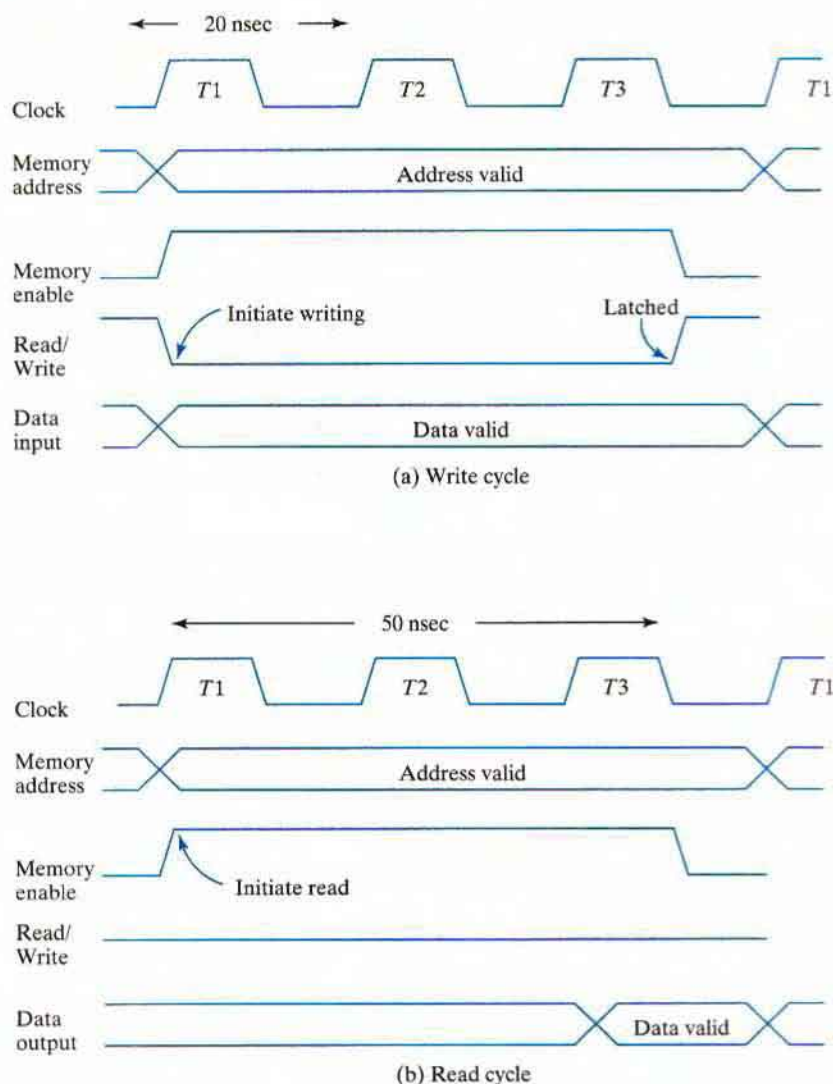 20 nsec
T1 T2 T3 T1
Clock
Memory
address
Address valid
Memory
enable
Initiate writing
Latched
Read/
Write
Data
input
Data valid
(a) Write cycle
50 nsec
T1 T2 T3 T1
Clock
Memory
address
Address valid
Memory
enable
Initiate read
Read/
Write
Data
output
Data valid
(b) Read cycle